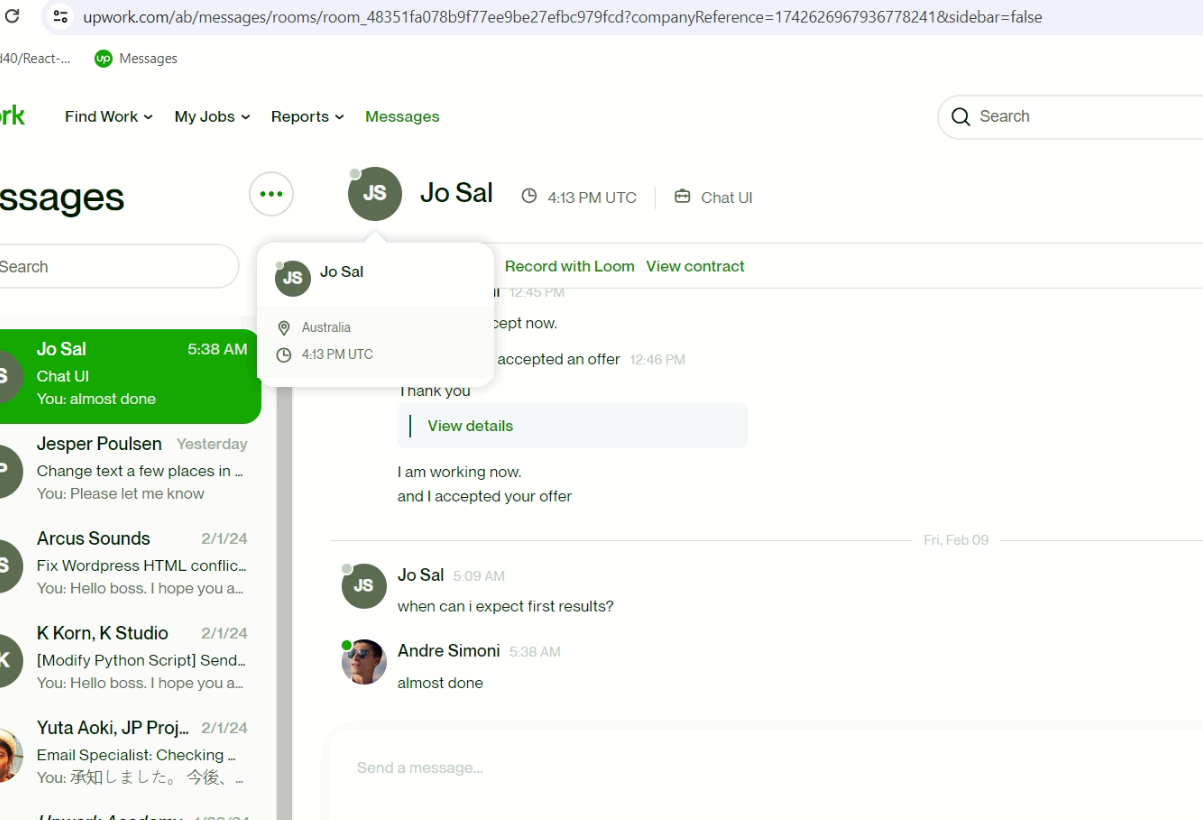 upwork.com/ab/messages/rooms/room_48351fa078b9f77ee9be27efbc979fcd?companyReference=1742626967936778241&sidebar=false
d40/React-... up Messages
ork Find Work My Jobs Reports Messages Search
ssages
JS Jo Sal 4:13 PM UTC Chat UI
Search
JS Jo Sal
Australia
4:13 PM UTC
Record with Loom View contract
Jo Sal 5:38 AM
Chat UI
You: almost done
Jesper Poulsen Yesterday
Change text a few places in ...
You: Please let me know
Arcus Sounds 2/1/24
Fix Wordpress HTML conflic...
You: Hello boss. I hope you a...
K Korn, K Studio 2/1/24
[Modify Python Script] Send...
You: Hello boss. I hope you a...
Yuta Aoki, JP Proj... 2/1/24
Email Specialist: Checking ...
You: 承知しました。 今後、 ...
Upwork Academy 1/30/24
12:45 PM
cept now.
accepted an offer 12:46 PM
Thank you
View details
I am working now.
and I accepted your offer
Fri, Feb 09
JS Jo Sal 5:09 AM
when can i expect first results?
Andre Simoni 5:38 AM
almost done
Send a message...